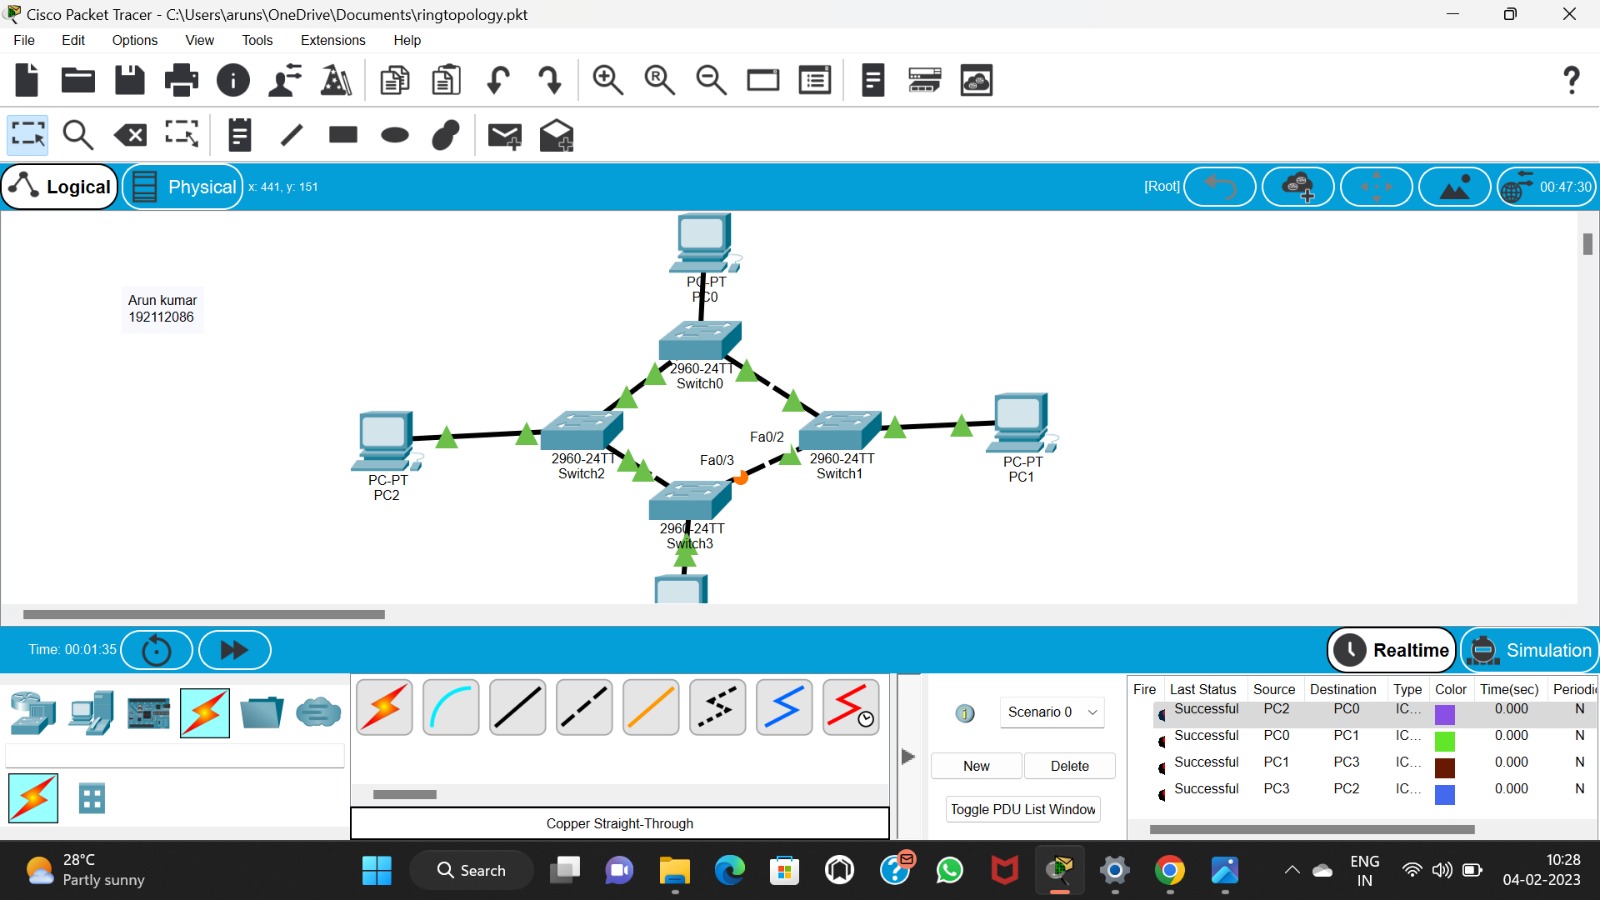 Cisco Packet Tracer - C:\Users\aruns\OneDrive\Documents\ringtopology.pkt
File Edit Options View Tools Extensions Help
Logical Physical x: 441, y: 151 [Root] 00:47:30
PC-PT
PC0
Arun kumar
192112086
2960-24TT
Switch0
Fa0/2
Fa0/3
2960-24TT
Switch2
2960-24TT
Switch1
PC-PT
PC1
PC-PT
PC2
2960-24TT
Switch3
Time: 00:01:35 Realtime Simulation
Scenario 0
New Delete
Toggle PDU List Window
Copper Straight-Through
Fire Last Status Source Destination Type Color Time(sec) Periodic
Successful PC2 PC0 IC... 0.000 N
Successful PC0 PC1 IC... 0.000 N
Successful PC1 PC3 IC... 0.000 N
Successful PC3 PC2 IC... 0.000 N
28°C
Partly sunny
Search
ENG
IN
10:28
04-02-2023